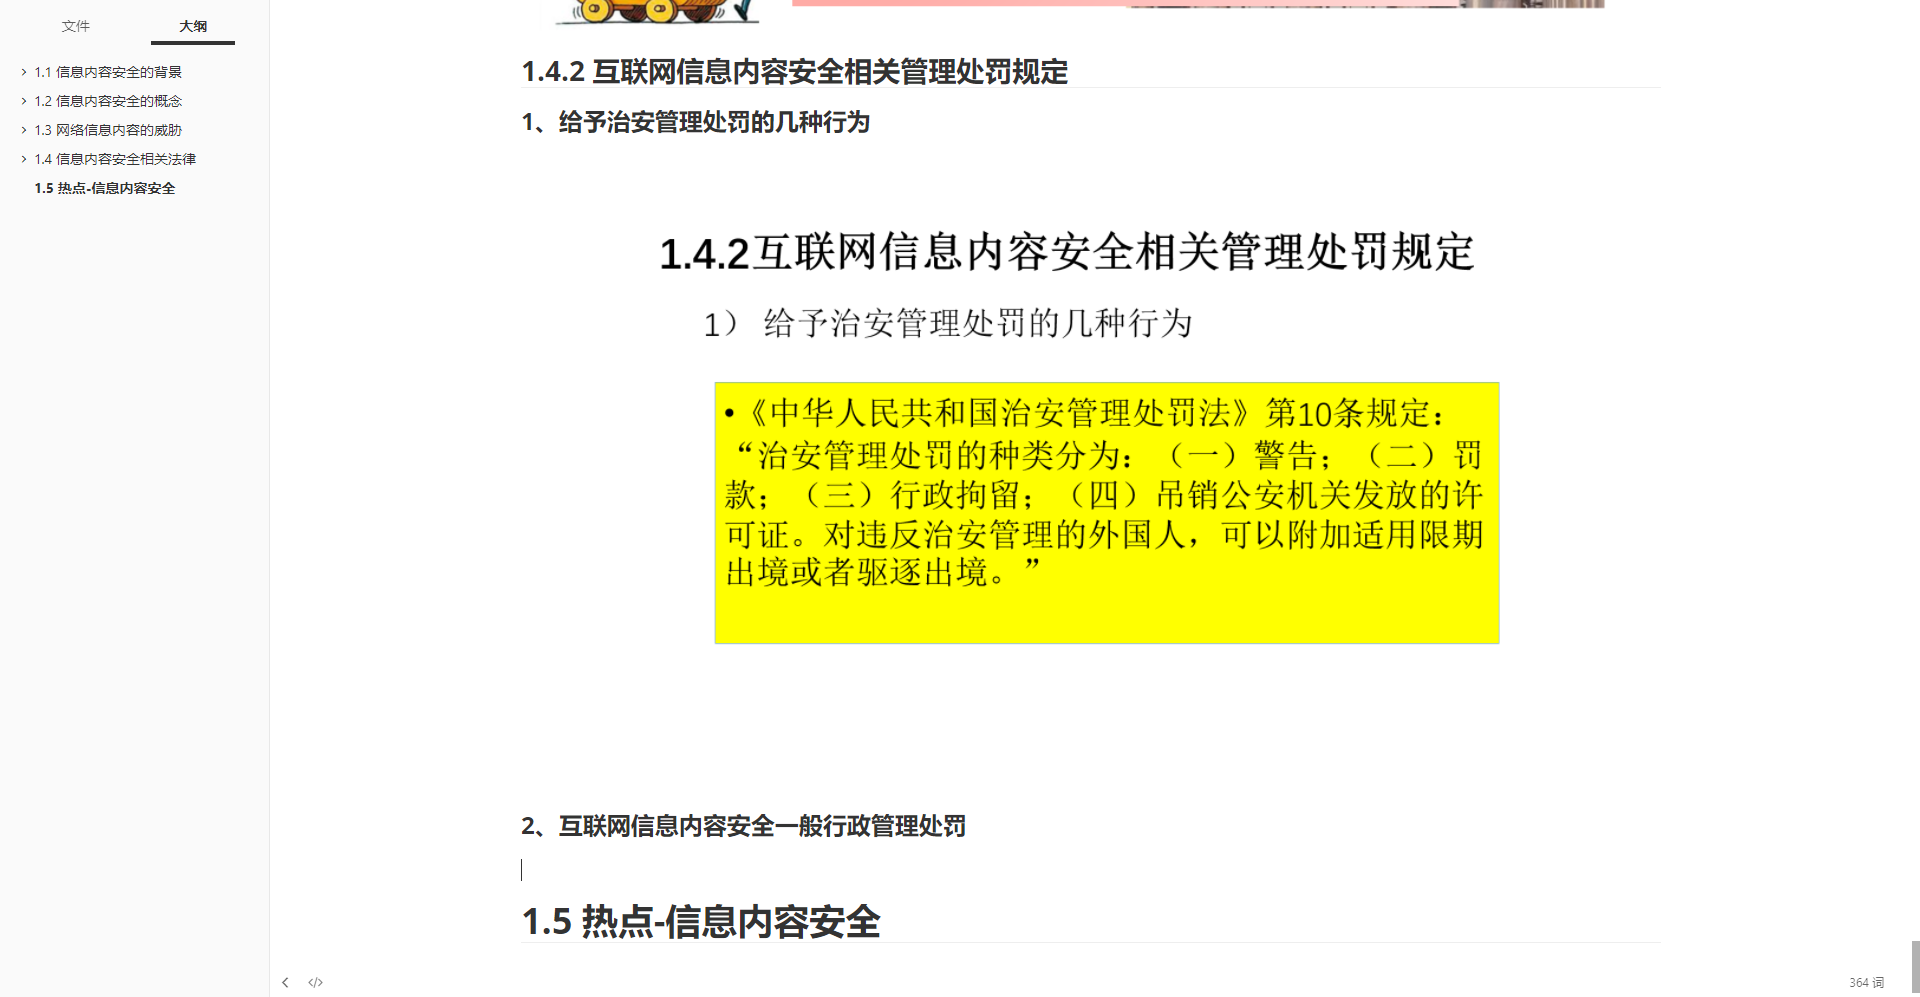 文件
大纲
1.1 信息内容安全的背景
1.2 信息内容安全的概念
1.3 网络信息内容的威胁
1.4 信息内容安全相关法律
1.5 热点-信息内容安全
1.4.2 互联网信息内容安全相关管理处罚规定
1、给予治安管理处罚的几种行为
1.4.2互联网信息内容安全相关管理处罚规定
1） 给予治安管理处罚的几种行为
•《中华人民共和国治安管理处罚法》第10条规定：
“治安管理处罚的种类分为：（一）警告；（二）罚
款；（三）行政拘留；（四）吊销公安机关发放的许
可证。对违反治安管理的外国人，可以附加适用限期
出境或者驱逐出境。”
2、互联网信息内容安全一般行政管理处罚
1.5 热点-信息内容安全
364 词